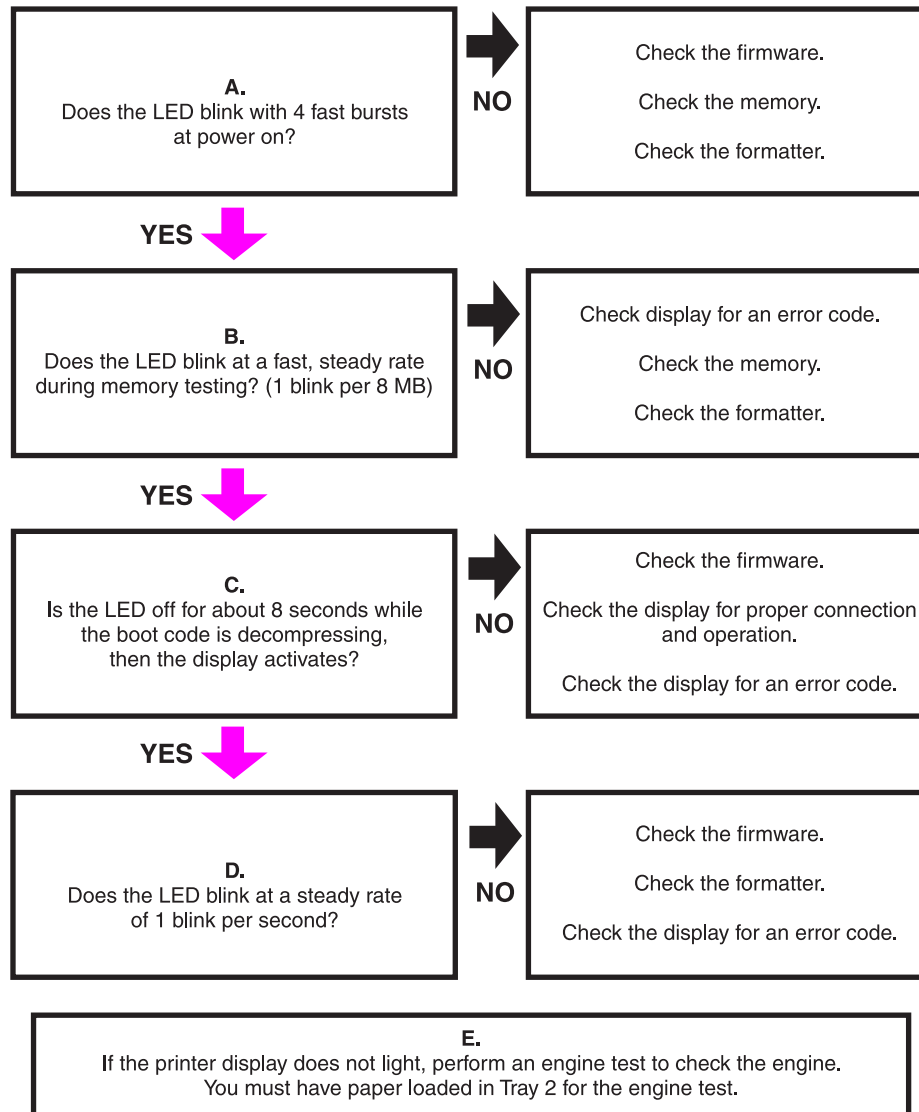 A.
Does the LED blink with 4 fast bursts
at power on?
NO
Check the firmware.
Check the memory.
Check the formatter.
YES
B.
Does the LED blink at a fast, steady rate
during memory testing? (1 blink per 8 MB)
NO
Check display for an error code.
Check the memory.
Check the formatter.
YES
C.
Is the LED off for about 8 seconds while
the boot code is decompressing,
then the display activates?
NO
Check the firmware.
Check the display for proper connection
and operation.
Check the display for an error code.
YES
D.
Does the LED blink at a steady rate
of 1 blink per second?
NO
Check the firmware.
Check the formatter.
Check the display for an error code.
E.
If the printer display does not light, perform an engine test to check the engine.
You must have paper loaded in Tray 2 for the engine test.